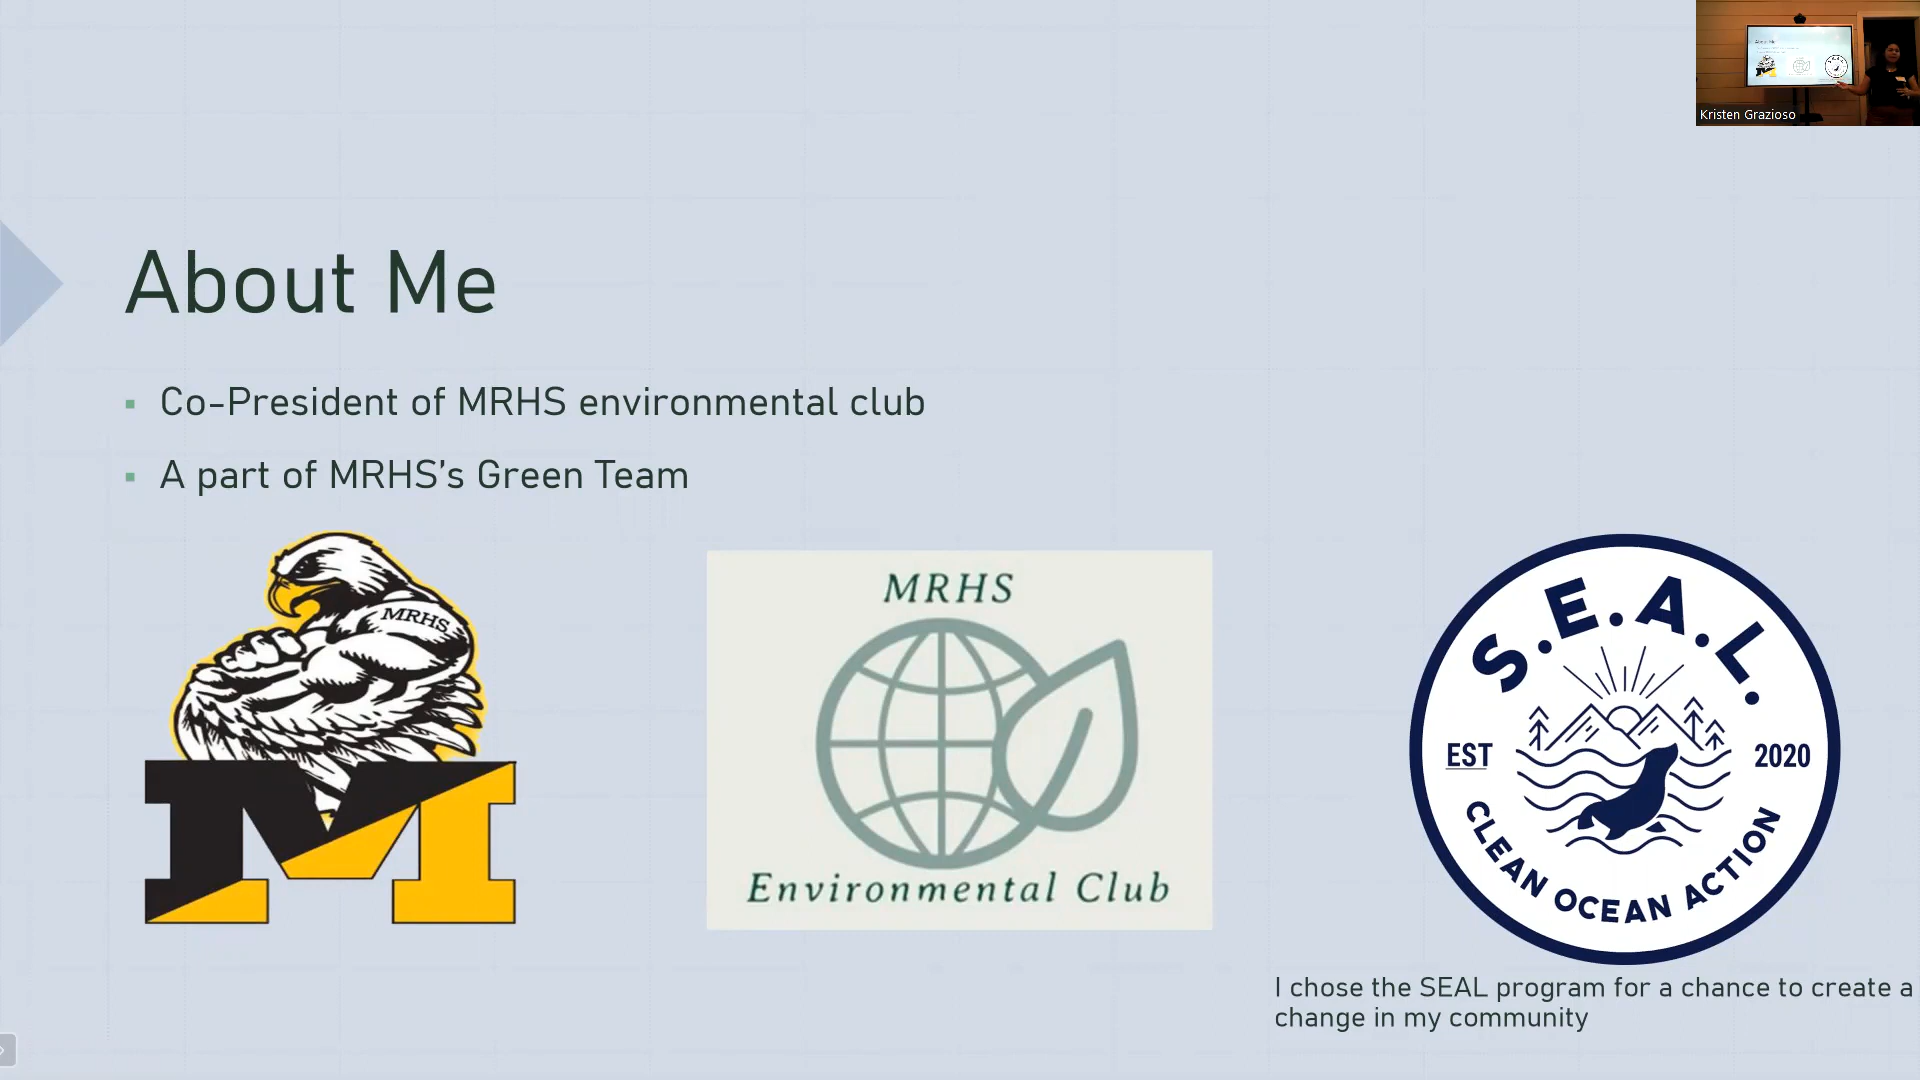 Kristen Grazioso
About Me
Co-President of MRHS environmental club
A part of MRHS's Green Team
MRHS
MRHS
Environmental Club
S.E.A.L.
EST 2020
CLEAN OCEAN ACTION
I chose the SEAL program for a chance to create a
change in my community